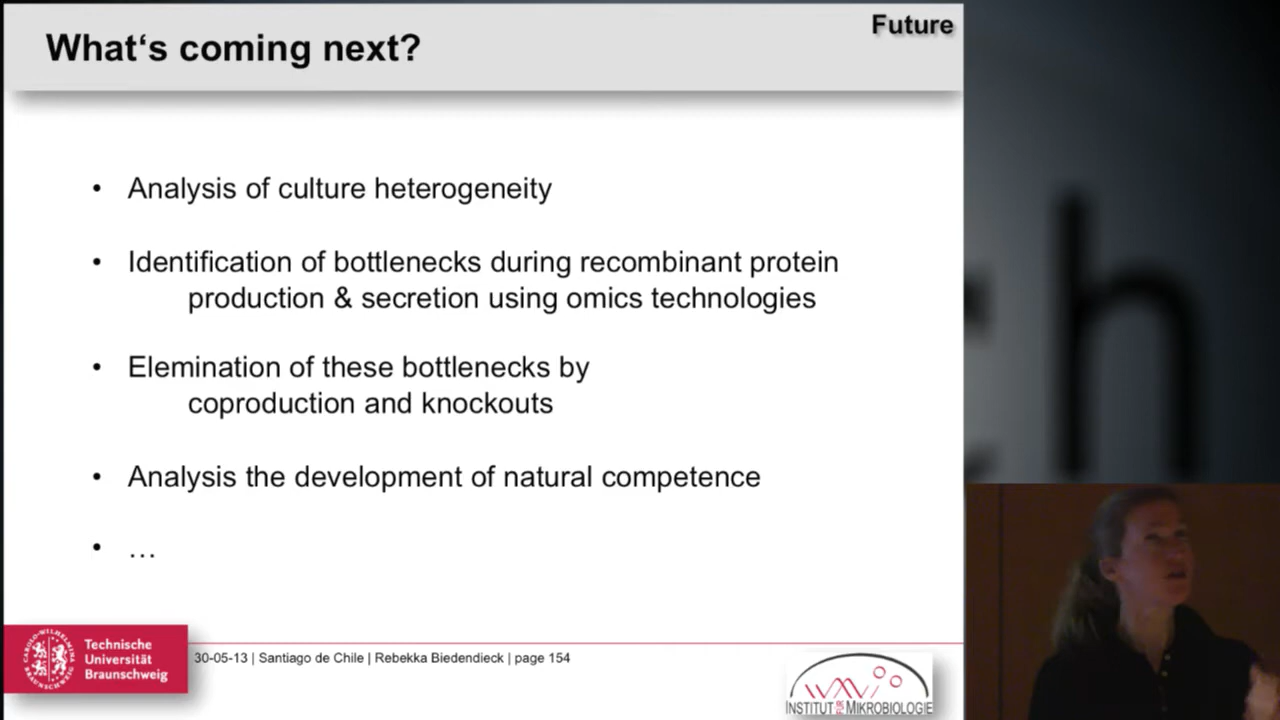 Future
What‘s coming next?
• Analysis of culture heterogeneity
• Identification of bottlenecks during recombinant protein
production & secretion using omics technologies
• Elemination of these bottlenecks by
coproduction and knockouts
• Analysis the development of natural competence
• …
Technische
Universität
Braunschweig
30-05-13 | Santiago de Chile | Rebekka Biedendieck | page 154
INSTITUT FÜR MIKROBIOLOGIE
h